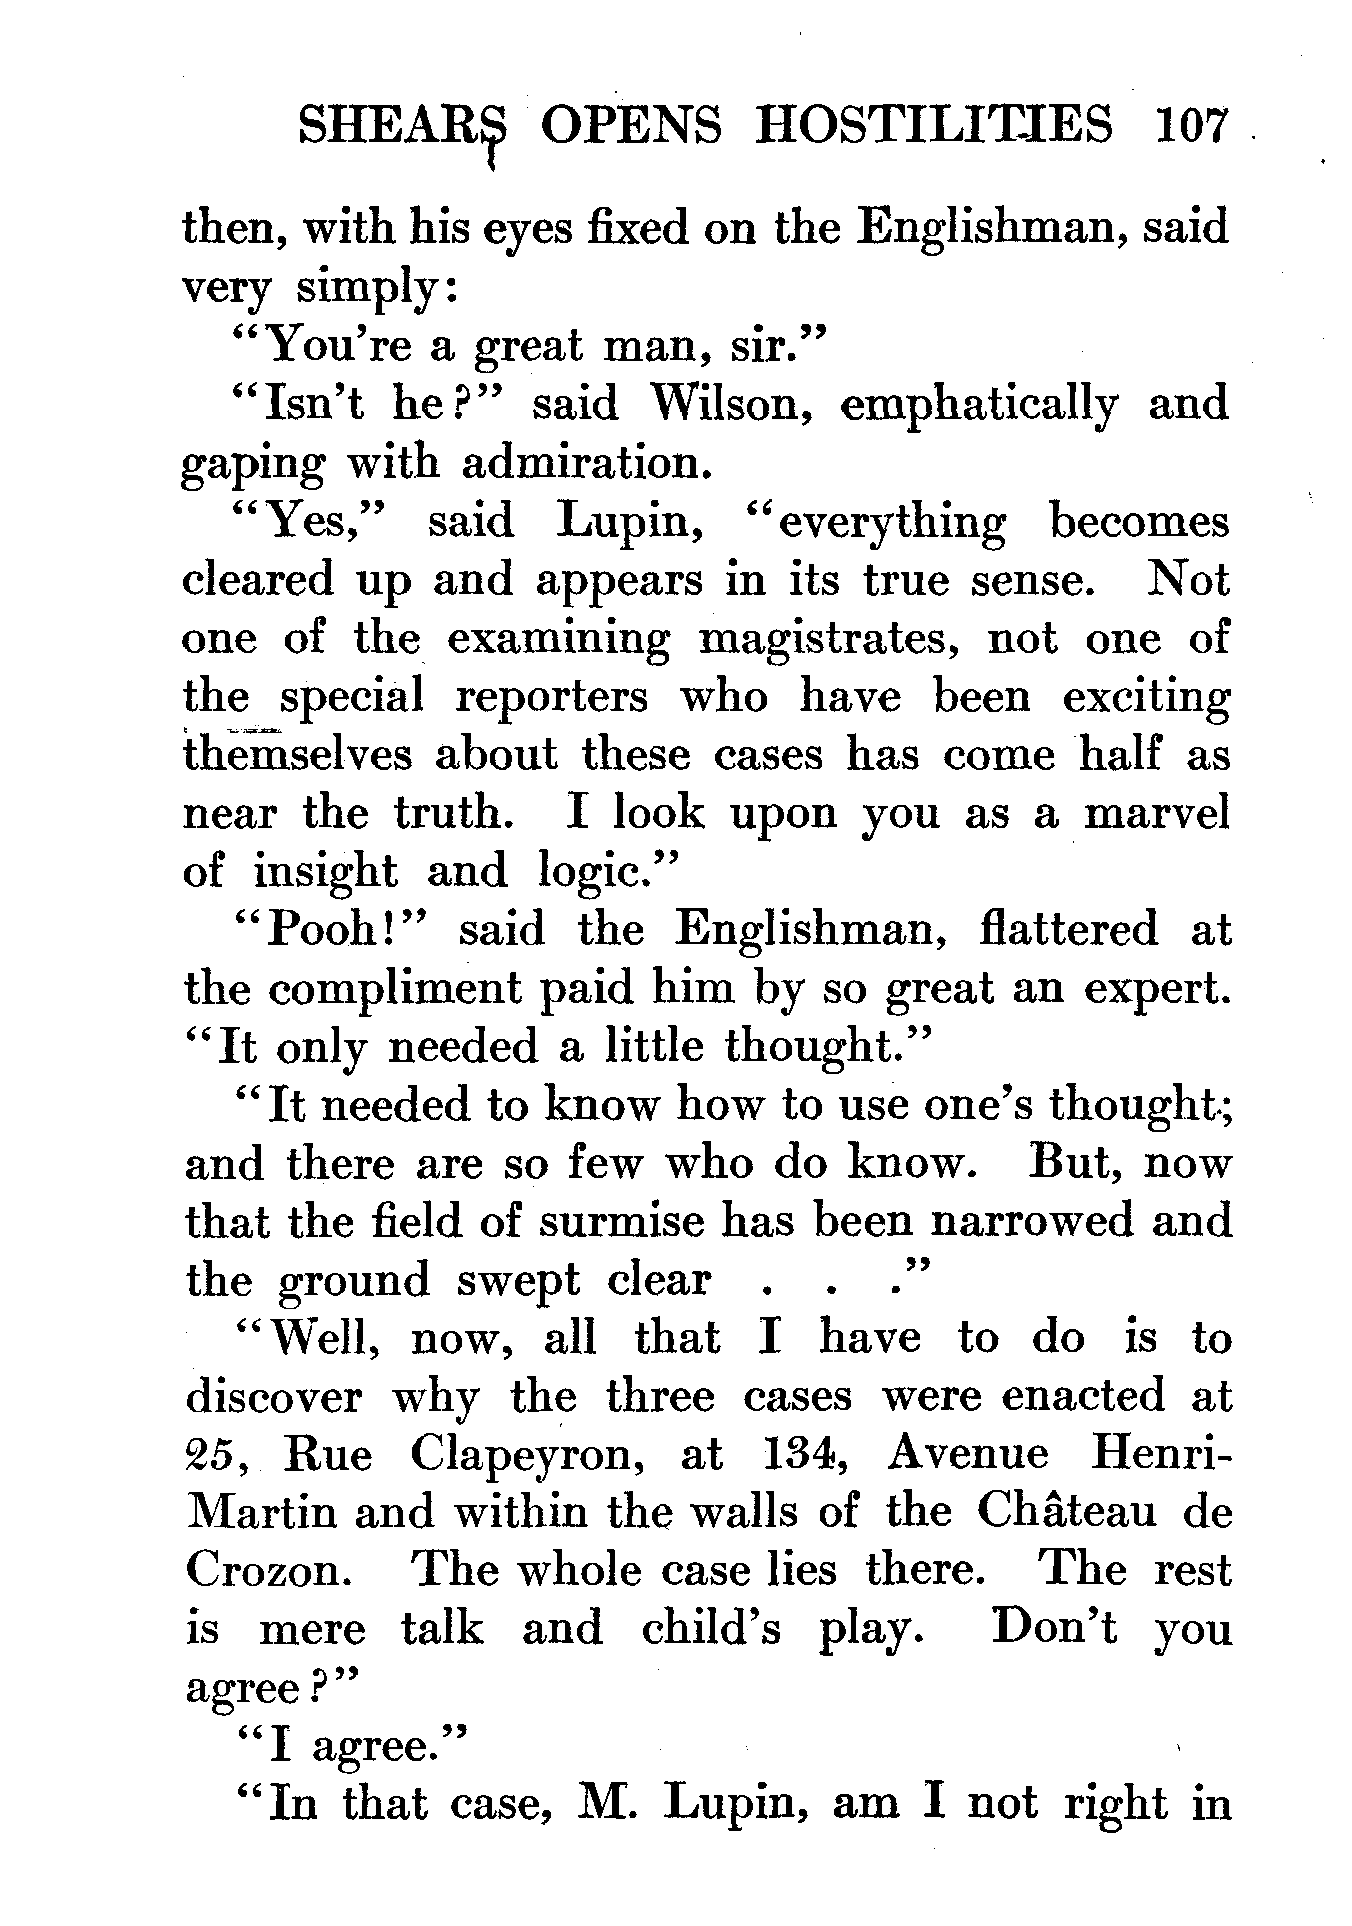 SHEARS OPENS HOSTILITIES 107
then, with his eyes fixed on the Englishman, said
very simply:
"You're a great man, sir."
"Isn't he?" said Wilson, emphatically and
gaping with admiration.
"Yes," said Lupin, "everything becomes
cleared up and appears in its true sense. Not
one of the examining magistrates, not one of
the special reporters who have been exciting
themselves about these cases has come half as
near the truth. I look upon you as a marvel
of insight and logic."
"Pooh!" said the Englishman, flattered at
the compliment paid him by so great an expert.
"It only needed a little thought."
"It needed to know how to use one's thought;
and there are so few who do know. But, now
that the field of surmise has been narrowed and
the ground swept clear . . ."
"Well, now, all that I have to do is to
discover why the three cases were enacted at
25, Rue Clapeyron, at 134, Avenue Henri-
Martin and within the walls of the Château de
Crozon. The whole case lies there. The rest
is mere talk and child's play. Don't you
agree?"
"I agree."
"In that case, M. Lupin, am I not right in